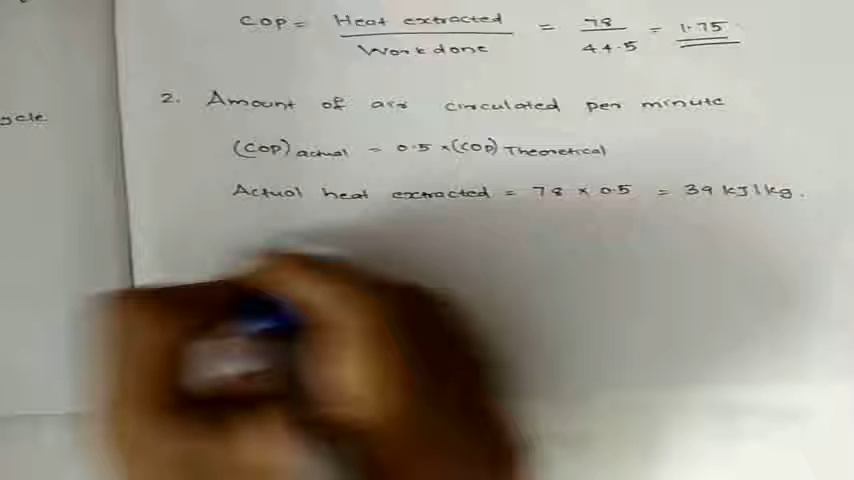 COP = Heat extracted / Work done = 78 / 44.5 = 1.75
2. Amount of air circulated per minute
(COP) actual = 0.5 × (COP) Theoretical
Actual heat extracted = 78 × 0.5 = 39 kJ/kg.